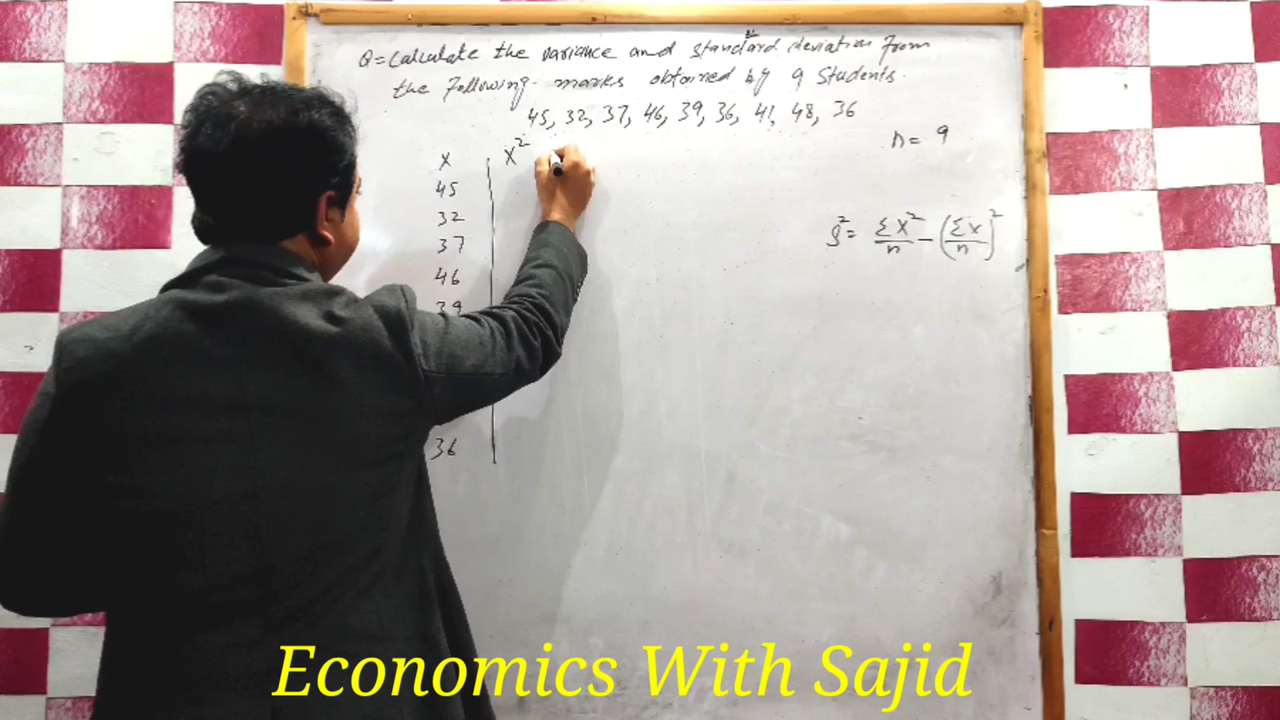 Q= Calculate the variance and standard deviation from
the following marks obtained by 9 students.
45, 32, 37, 46, 39, 36, 41, 48, 36
n= 9
X
X²
45
32
37
46
39
36
S²= ΣX²/n - (ΣX/n)²
Economics With Sajid